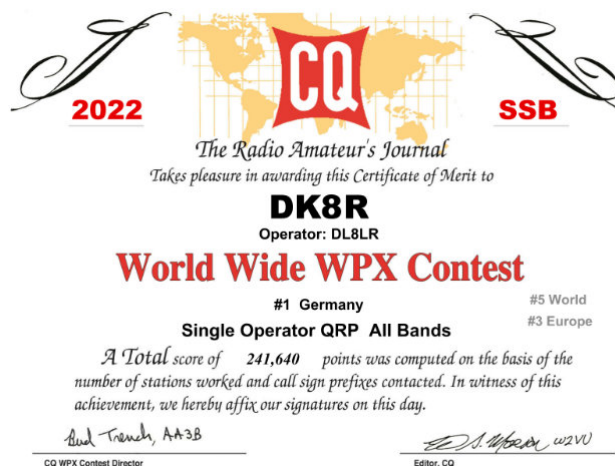 CQ
2022
SSB
The Radio Amateur's Journal
Takes pleasure in awarding this Certificate of Merit to
DK8R
Operator: DL8LR
World Wide WPX Contest
#1 Germany
#5 World
#3 Europe
Single Operator QRP All Bands
A Total score of 241,640 points was computed on the basis of the
number of stations worked and call sign prefixes contacted. In witness of this
achievement, we hereby affix our signatures on this day.
Bud Trench, AA3B
W2VU
CQ WPX Contest Director
Editor, CQ